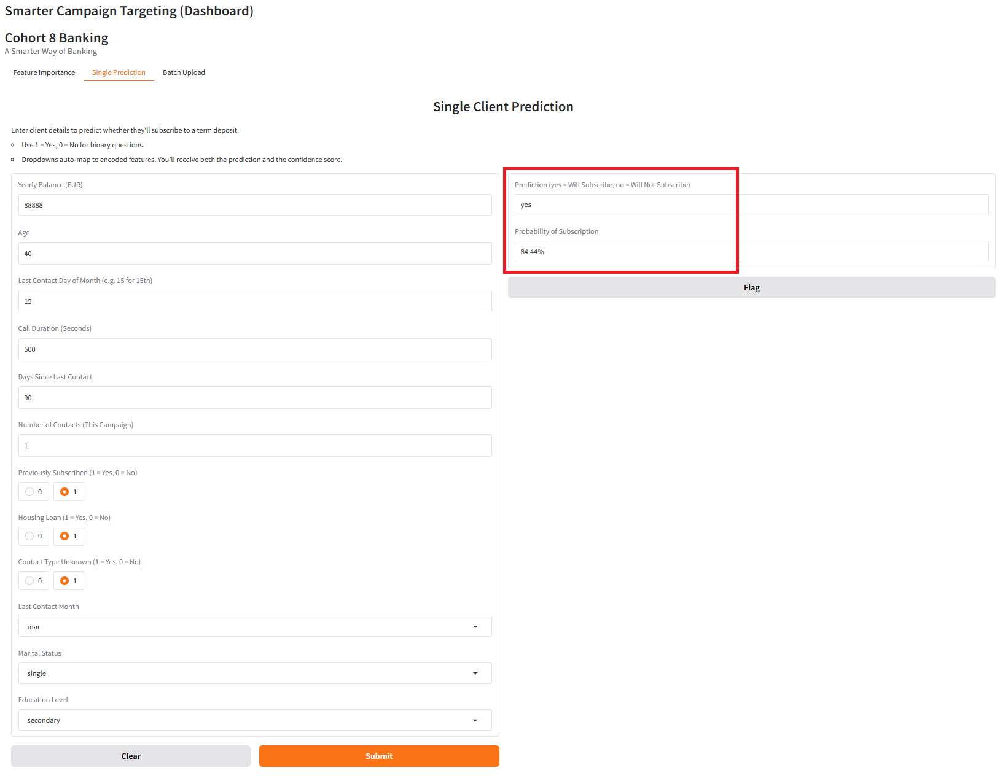 Smarter Campaign Targeting (Dashboard)
Cohort 8 Banking
A Smarter Way of Banking
Feature Importance
Single Prediction
Batch Upload
Single Client Prediction
Enter client details to predict whether they'll subscribe to a term deposit.
Use 1 = Yes, 0 = No for binary questions.
Dropdowns auto-map to encoded features. You’ll receive both the prediction and the confidence score.
Yearly Balance (EUR)
88888
Age
40
Last Contact Day of Month (e.g. 15 for 15th)
15
Call Duration (Seconds)
500
Days Since Last Contact
90
Number of Contacts (This Campaign)
1
Previously Subscribed (1 = Yes, 0 = No)
0 1
Housing Loan (1 = Yes, 0 = No)
0 1
Contact Type Unknown (1 = Yes, 0 = No)
0 1
Last Contact Month
mar
Marital Status
single
Education Level
secondary
Clear
Submit
Prediction (yes = Will Subscribe, no = Will Not Subscribe)
yes
Probability of Subscription
84.44%
Flag